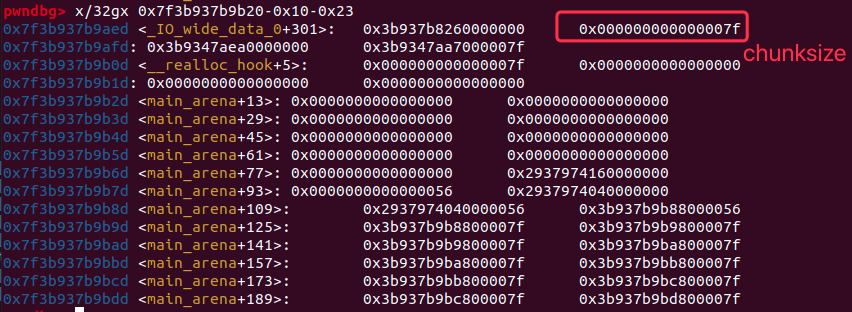 pwndbg> x/32gx 0x7f3b937b9b20-0x10-0x23
0x7f3b937b9aed <_IO_wide_data_0+301>: 0x3b937b8260000000 0x000000000000007f
chunksize
0x7f3b937b9afd: 0x3b9347aea0000000 0x3b9347aa7000007f
0x7f3b937b9b0d <__realloc_hook+5>: 0x000000000000007f 0x0000000000000000
0x7f3b937b9b1d: 0x0000000000000000 0x0000000000000000
0x7f3b937b9b2d <main_arena+13>: 0x0000000000000000 0x0000000000000000
0x7f3b937b9b3d <main_arena+29>: 0x0000000000000000 0x0000000000000000
0x7f3b937b9b4d <main_arena+45>: 0x0000000000000000 0x0000000000000000
0x7f3b937b9b5d <main_arena+61>: 0x0000000000000000 0x0000000000000000
0x7f3b937b9b6d <main_arena+77>: 0x0000000000000000 0x2937974160000000
0x7f3b937b9b7d <main_arena+93>: 0x0000000000000056 0x2937974040000000
0x7f3b937b9b8d <main_arena+109>: 0x2937974040000056 0x3b937b9b88000056
0x7f3b937b9b9d <main_arena+125>: 0x3b937b9b8800007f 0x3b937b9b9800007f
0x7f3b937b9bad <main_arena+141>: 0x3b937b9b9800007f 0x3b937b9ba800007f
0x7f3b937b9bbd <main_arena+157>: 0x3b937b9ba800007f 0x3b937b9bb800007f
0x7f3b937b9bcd <main_arena+173>: 0x3b937b9bb800007f 0x3b937b9bc800007f
0x7f3b937b9bdd <main_arena+189>: 0x3b937b9bc800007f 0x3b937b9bd800007f